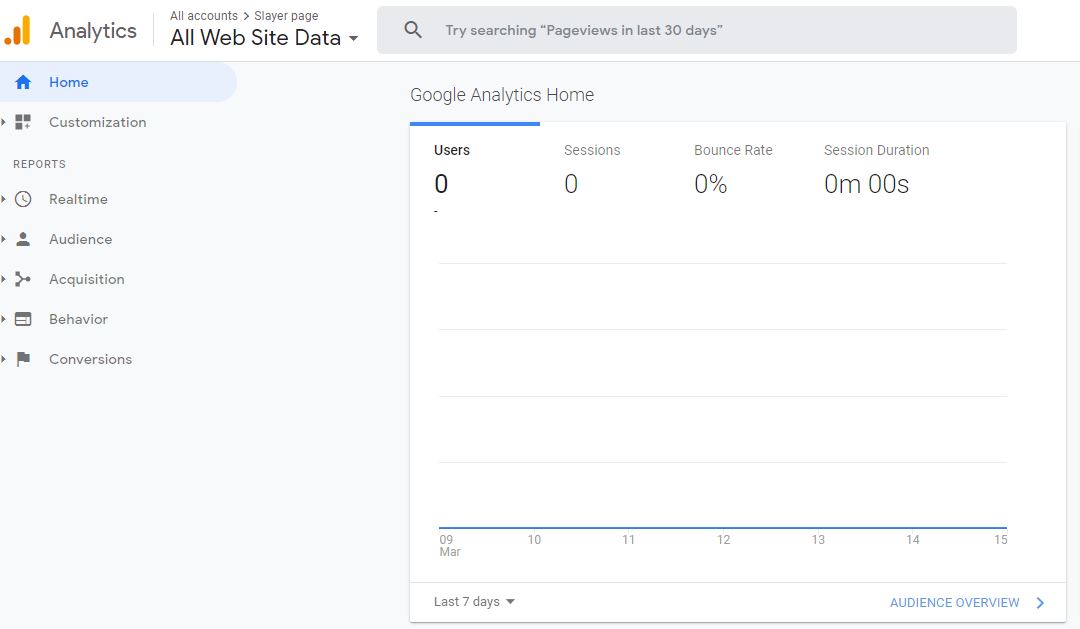 Analytics
All accounts > Slayer page
All Web Site Data
Try searching “Pageviews in last 30 days”
Home
Customization
REPORTS
Realtime
Audience
Acquisition
Behavior
Conversions
Google Analytics Home
Users Sessions Bounce Rate Session Duration
0 0 0% 0m 00s
-
09 10 11 12 13 14 15
Mar
Last 7 days AUDIENCE OVERVIEW